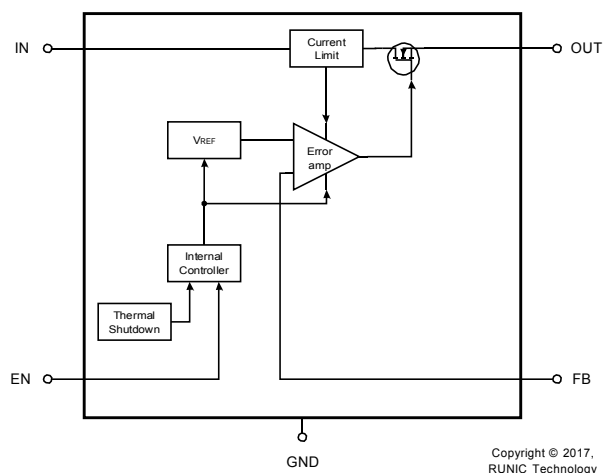 IN
Current
Limit
OUT
VREF
Error
amp
Internal
Controller
Thermal
Shutdown
EN
FB
GND
Copyright © 2017,
RUNIC Technology